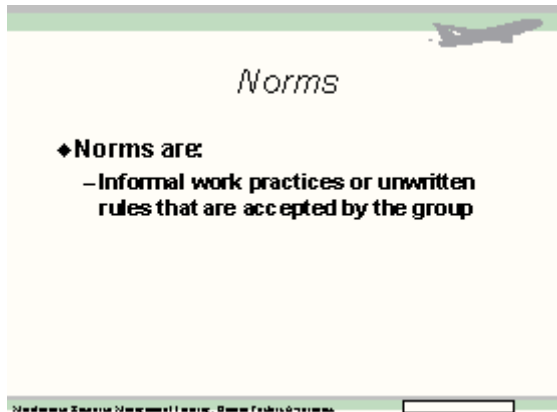 Norms
◆Norms are:
–Informal work practices or unwritten
rules that are accepted by the group